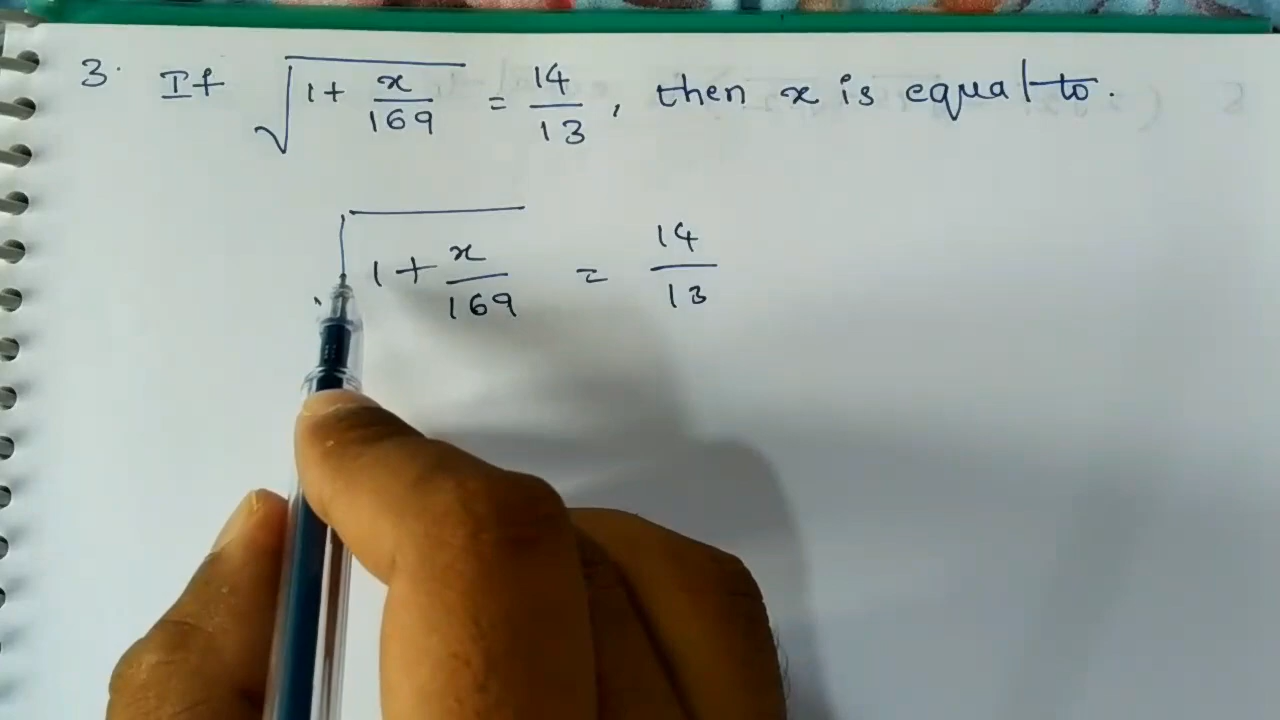 3. If √(1 + x/169) = 14/13, then x is equal to.
√(1 + x/169) = 14/13